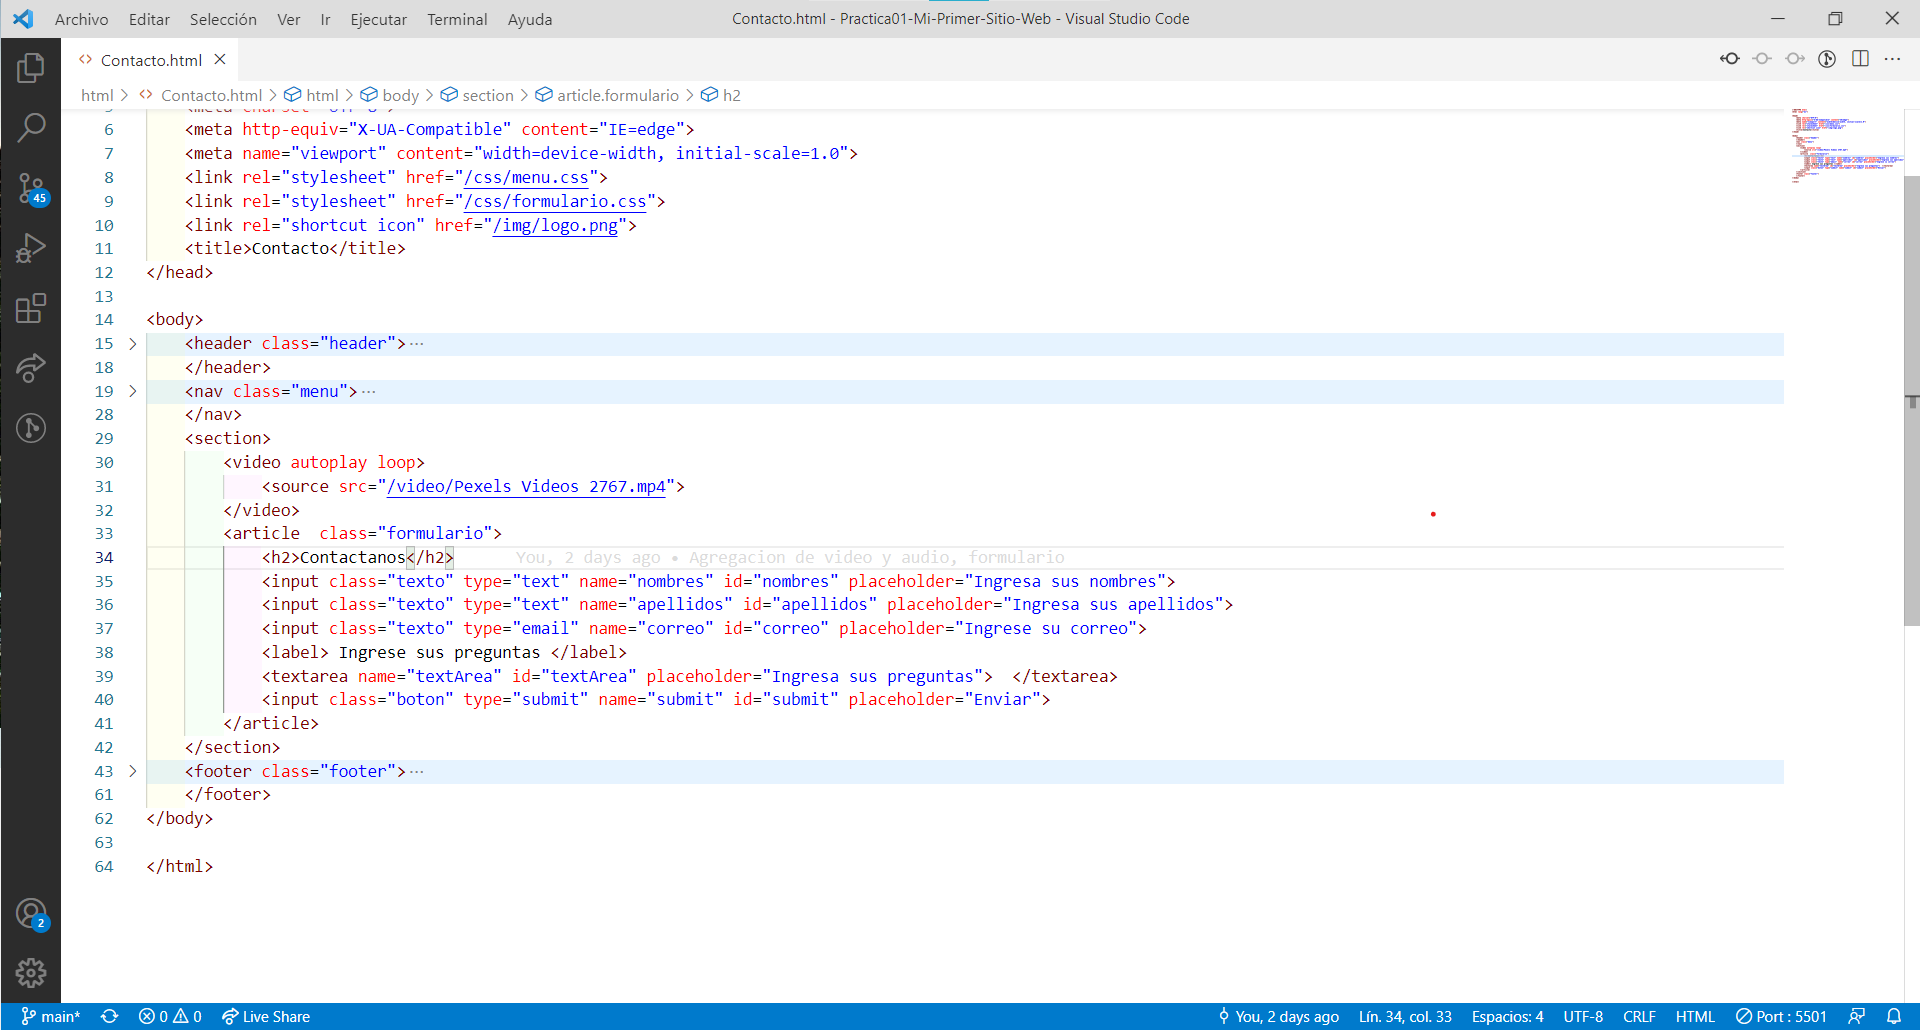 Archivo Editar Selección Ver Ir Ejecutar Terminal Ayuda Contacto.html - Practica01-Mi-Primer-Sitio-Web - Visual Studio Code
Contacto.html
html > Contacto.html > html > body > section > article.formulario > h2
6 <meta http-equiv="X-UA-Compatible" content="IE=edge">
7 <meta name="viewport" content="width=device-width, initial-scale=1.0">
8 <link rel="stylesheet" href="/css/menu.css">
9 <link rel="stylesheet" href="/css/formulario.css">
10 <link rel="shortcut icon" href="/img/logo.png">
11 <title>Contacto</title>
12 </head>
13
14 <body>
15 <header class="header"> ...
18 </header>
19 <nav class="menu"> ...
28 </nav>
29 <section>
30 <video autoplay loop>
31 <source src="/video/Pexels Videos 2767.mp4">
32 </video>
33 <article  class="formulario">
34 <h2>Contactanos</h2> You, 2 days ago • Agregacion de video y audio, formulario
35 <input class="texto" type="text" name="nombres" id="nombres" placeholder="Ingresa sus nombres">
36 <input class="texto" type="text" name="apellidos" id="apellidos" placeholder="Ingresa sus apellidos">
37 <input class="texto" type="email" name="correo" id="correo" placeholder="Ingrese su correo">
38 <label> Ingrese sus preguntas </label>
39 <textarea name="textArea" id="textArea" placeholder="Ingresa sus preguntas">  </textarea>
40 <input class="boton" type="submit" name="submit" id="submit" placeholder="Enviar">
41 </article>
42 </section>
43 <footer class="footer"> ...
61 </footer>
62 </body>
63
64 </html>
45
2
main* 0 0 Live Share You, 2 days ago Lín. 34, col. 33 Espacios: 4 UTF-8 CRLF HTML Port : 5501